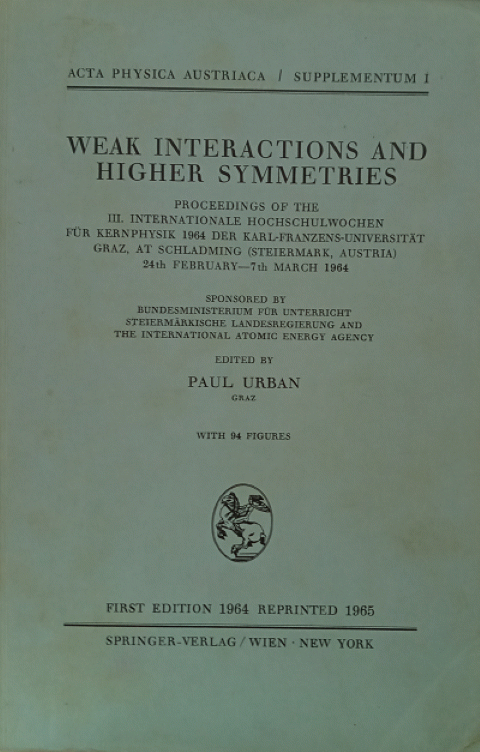 ACTA PHYSICA AUSTRIACA / SUPPLEMENTUM 1
WEAK INTERACTIONS AND
HIGHER SYMMETRIES
PROCEEDINGS OF THE
III. INTERNATIONALE HOCHSCHULWOCHEN
FÜR KERNPHYSIK 1964 DER KARL-FRANZENS-UNIVERSITÄT
GRAZ, AT SCHLADMING (STEIERMARK, AUSTRIA)
24th FEBRUARY—7th MARCH 1964
SPONSORED BY
BUNDESMINISTERIUM FÜR UNTERRICHT
STEIERMÄRKISCHE LANDESREGIERUNG AND
THE INTERNATIONAL ATOMIC ENERGY AGENCY
EDITED BY
PAUL URBAN
GRAZ
WITH 94 FIGURES
FIRST EDITION 1964 REPRINTED 1965
SPRINGER-VERLAG / WIEN · NEW YORK